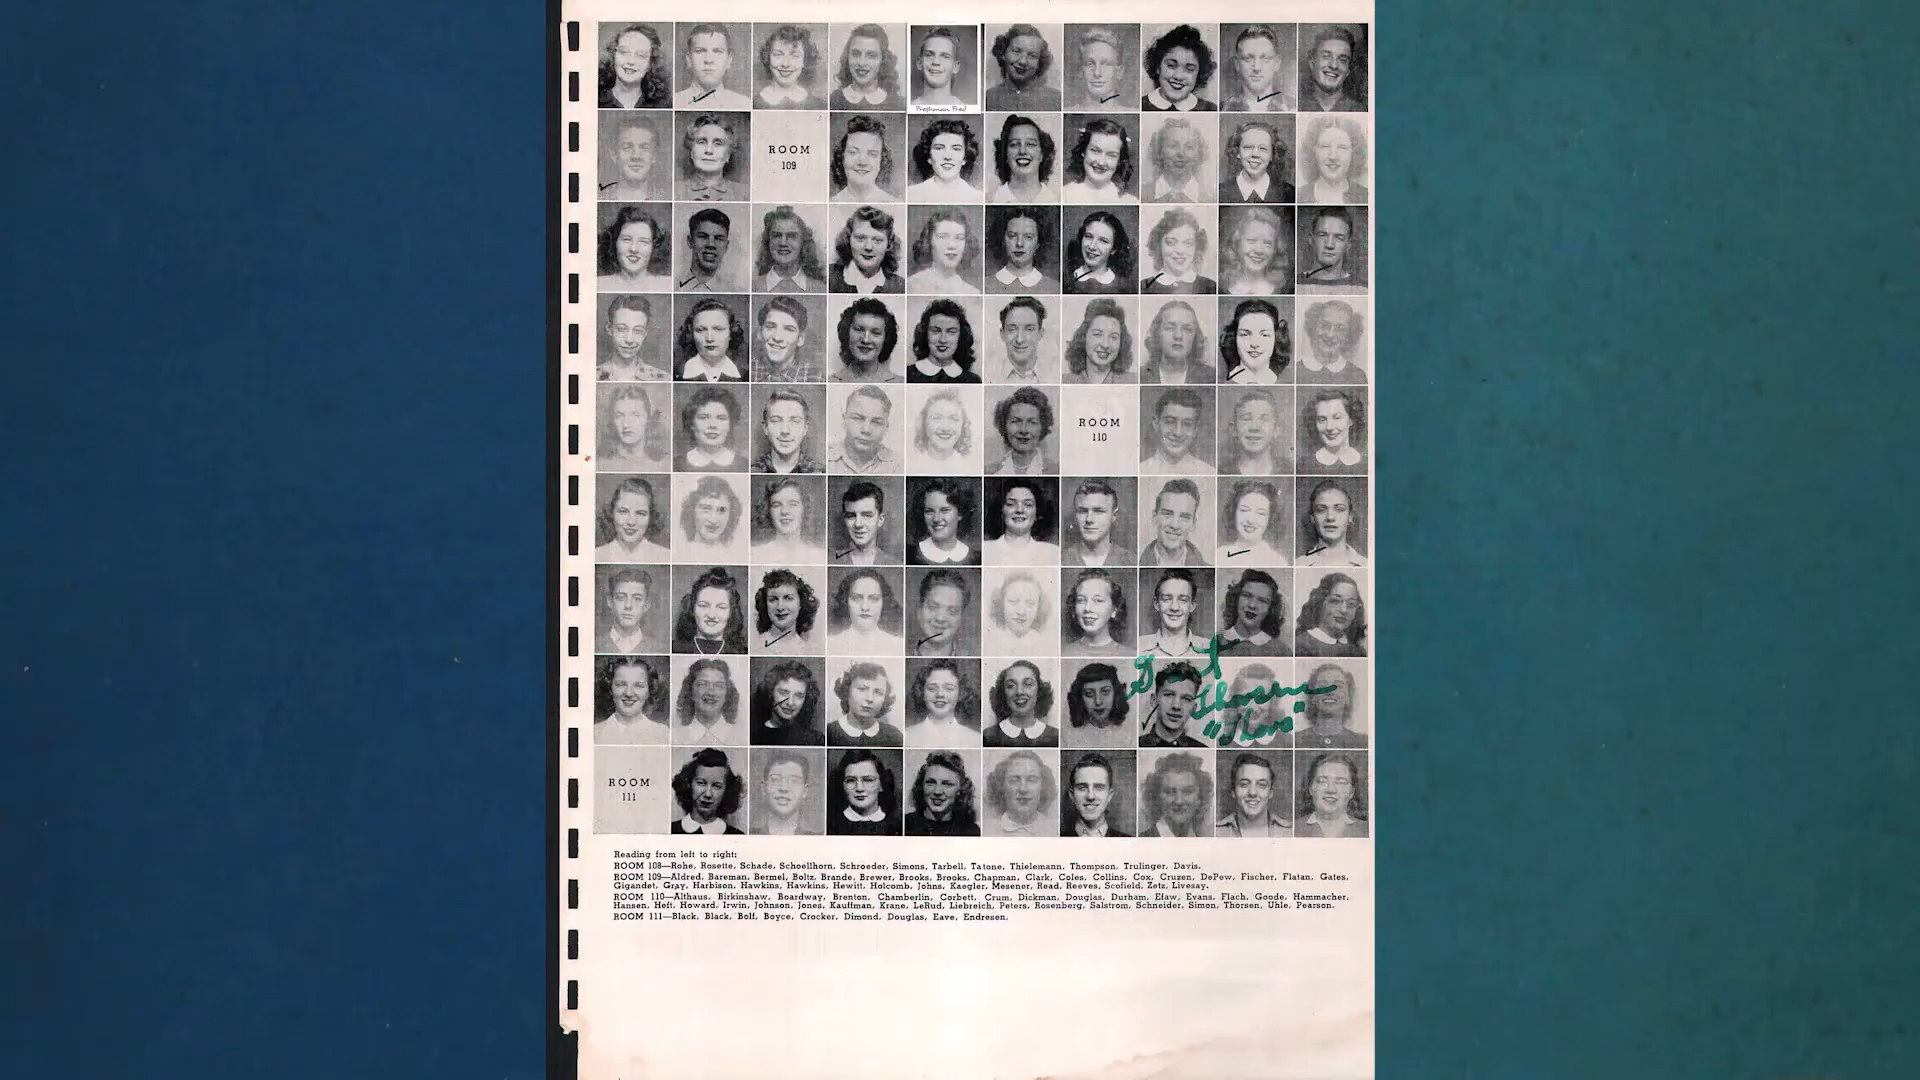 Freshman Fred
ROOM
109
ROOM
110
Thorsen
"Thors"
ROOM
111
Reading from left to right:
ROOM 108—Rohe, Rosette, Schade, Schoellhorn, Schroeder, Simons, Tarbell, Tatone, Thielemann, Thompson, Trulinger, Davis.
ROOM 109—Aldred, Bareman, Bermel, Boltz, Brande, Brewer, Brooks, Brooks, Chapman, Clark, Coles, Collins, Cox, Cruzen, DePew, Fischer, Flatan, Gates,
Gigandet, Gray, Harbison, Hawkins, Hawkins, Hewitt, Holcomb, Johns, Kaegler, Mesener, Read, Reeves, Scofield, Zetz, Livesay.
ROOM 110—Althaus, Birkinshaw, Boardway, Brenton, Chamberlin, Corbett, Crum, Dickman, Douglas, Durham, Elaw, Evans, Flach, Goode, Hammacher,
Hansen, Heft, Howard, Irwin, Johnson, Jones, Kauffman, Krane, LeRud, Liebreich, Peters, Rosenberg, Salstrom, Schneider, Simon, Thorsen, Uhle, Pearson.
ROOM 111—Black, Black, Bolf, Boyce, Crocker, Dimond, Douglas, Eave, Endresen.